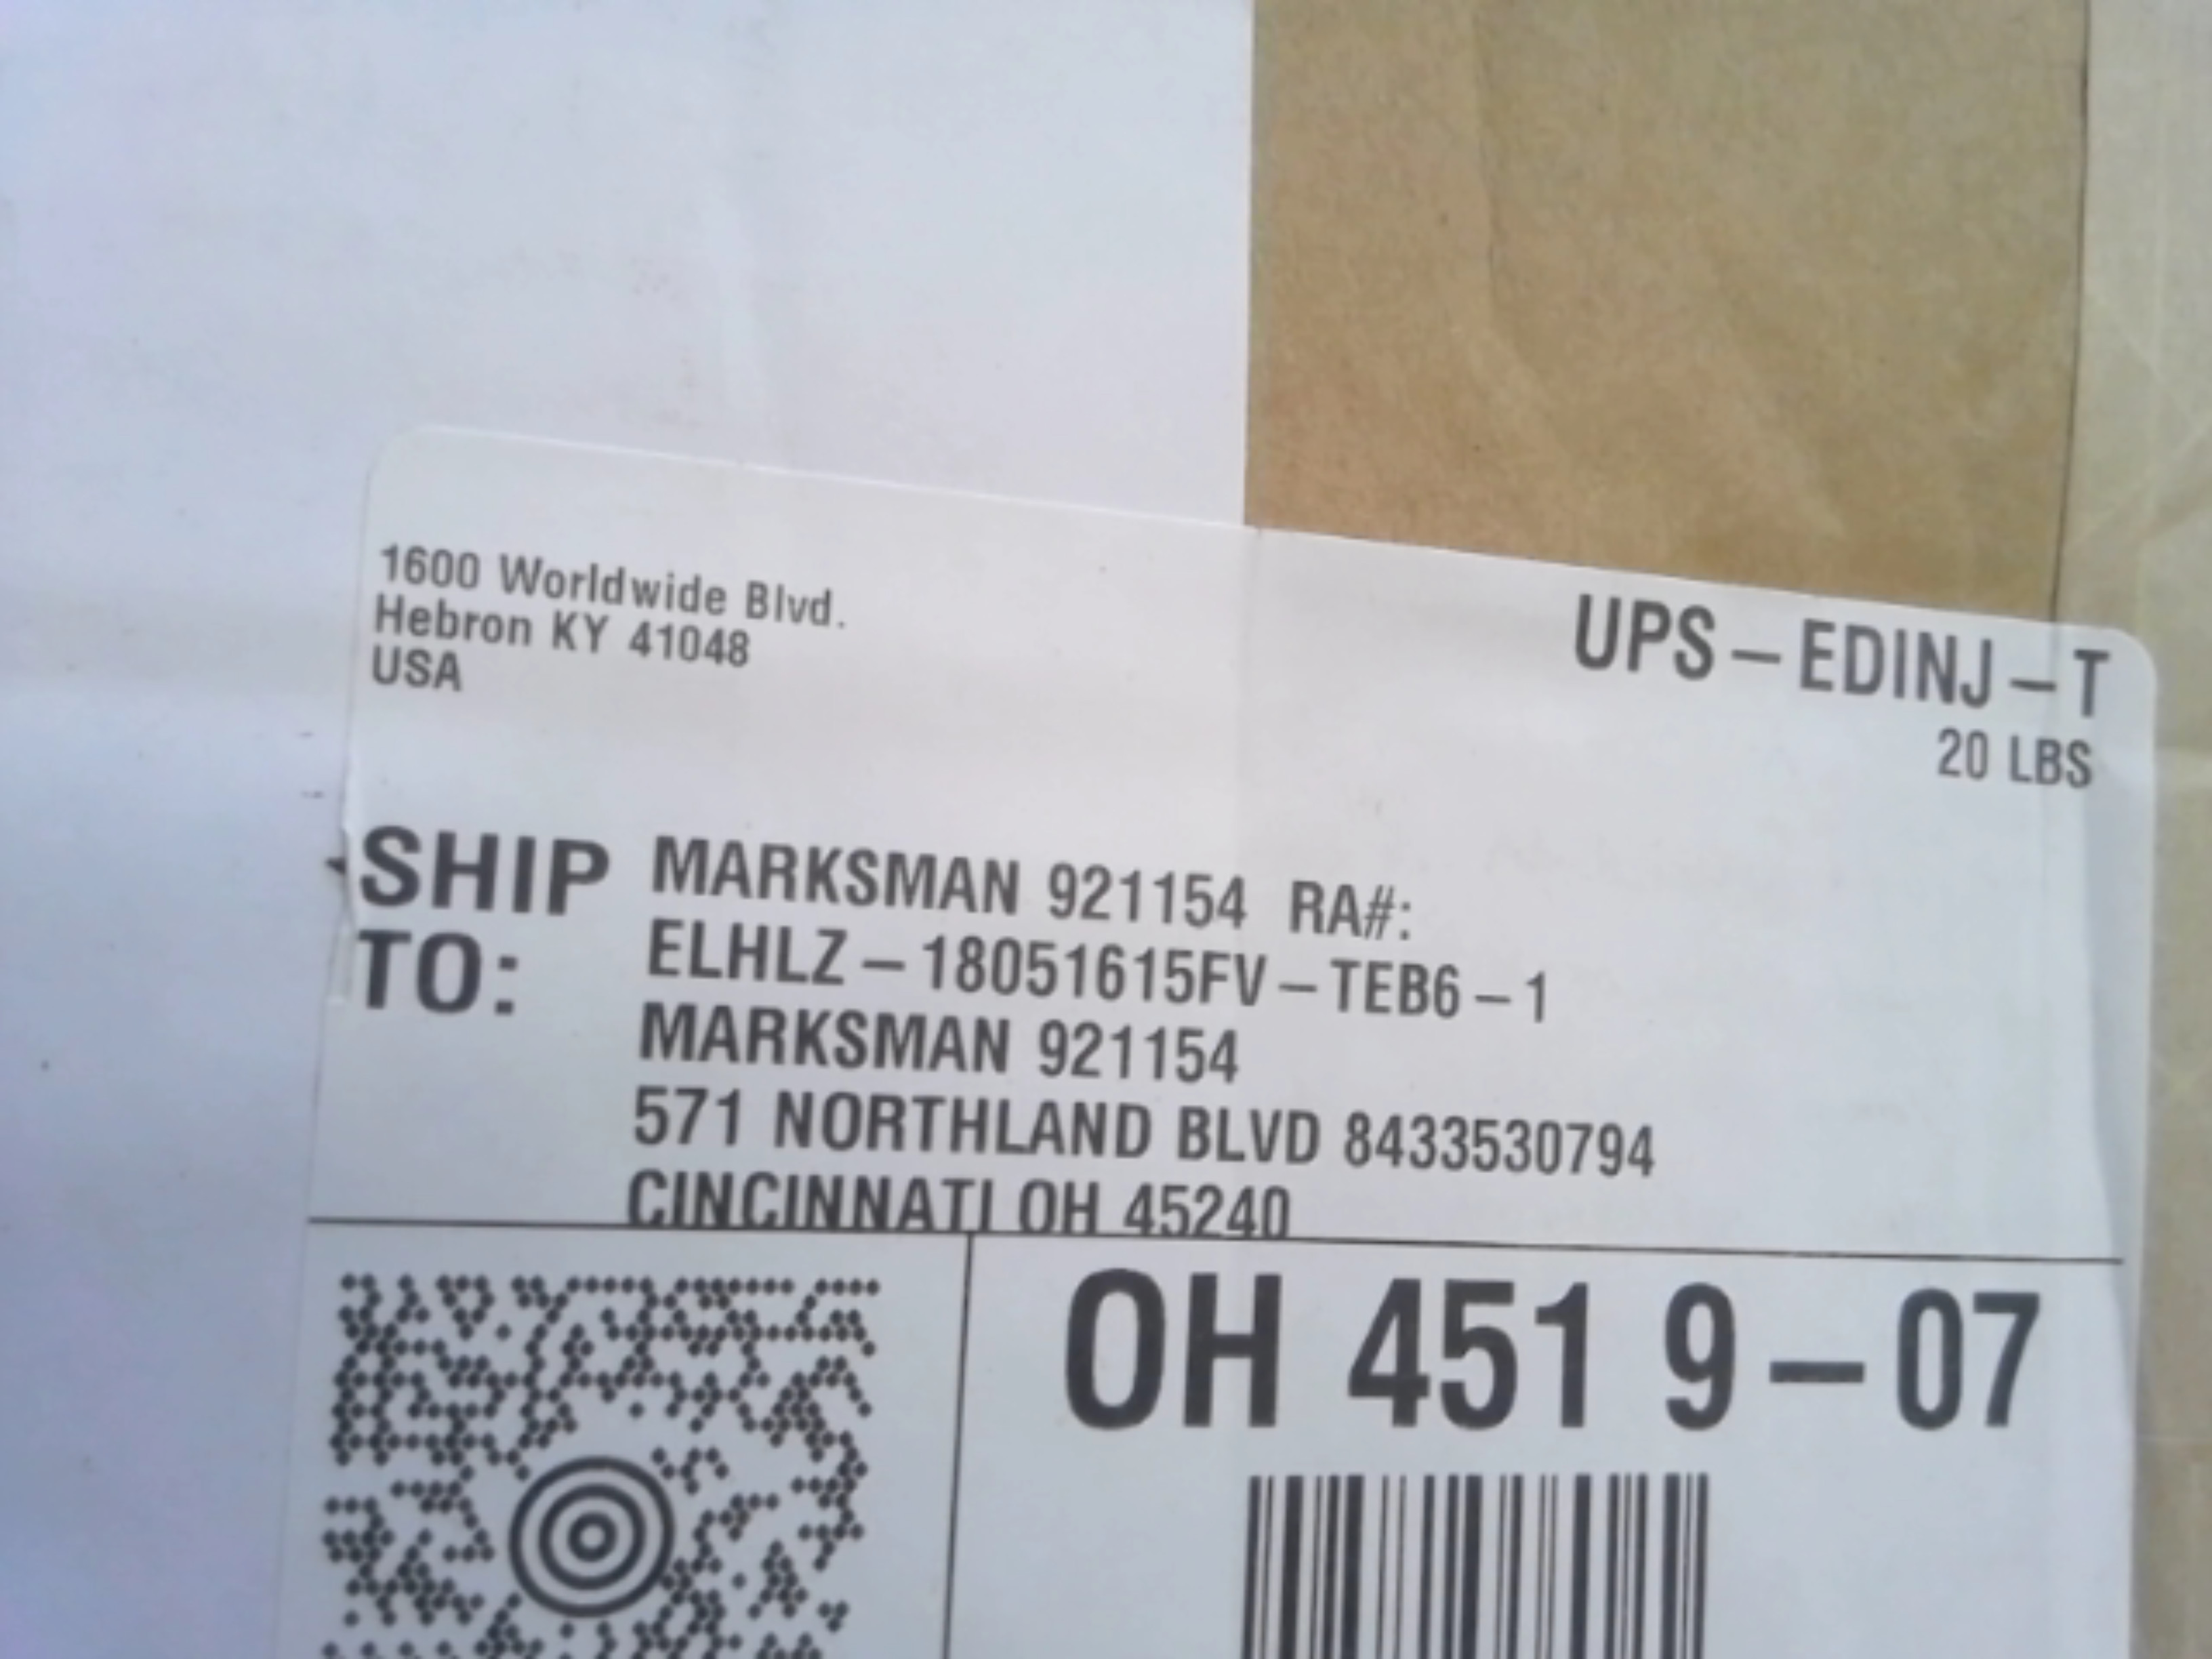 1600 Worldwide Blvd.
Hebron KY 41048
USA
UPS-EDINJ-T
20 LBS
SHIP TO:
MARKSMAN 921154 RA#:
ELHLZ-18051615FV-TEB6-1
MARKSMAN 921154
571 NORTHLAND BLVD 8433530794
CINCINNATI OH 45240
OH 451 9-07